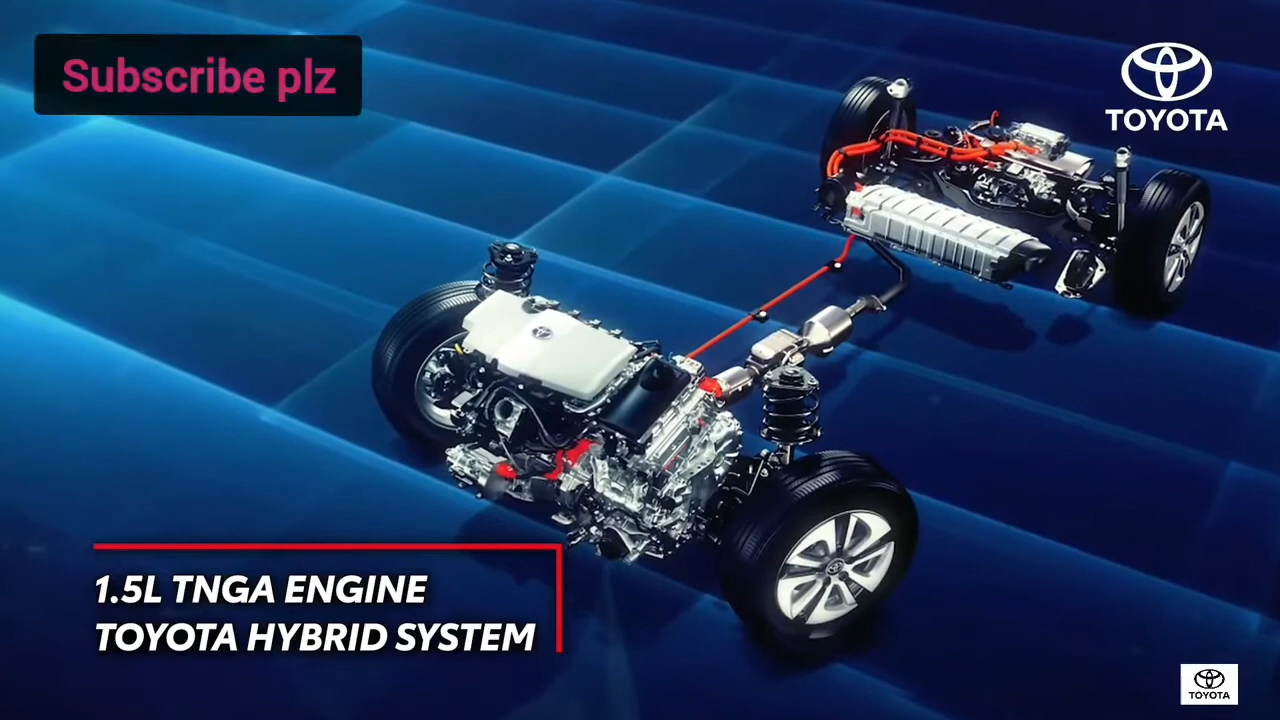 Subscribe plz
TOYOTA
1.5L TNGA ENGINE
TOYOTA HYBRID SYSTEM
TOYOTA